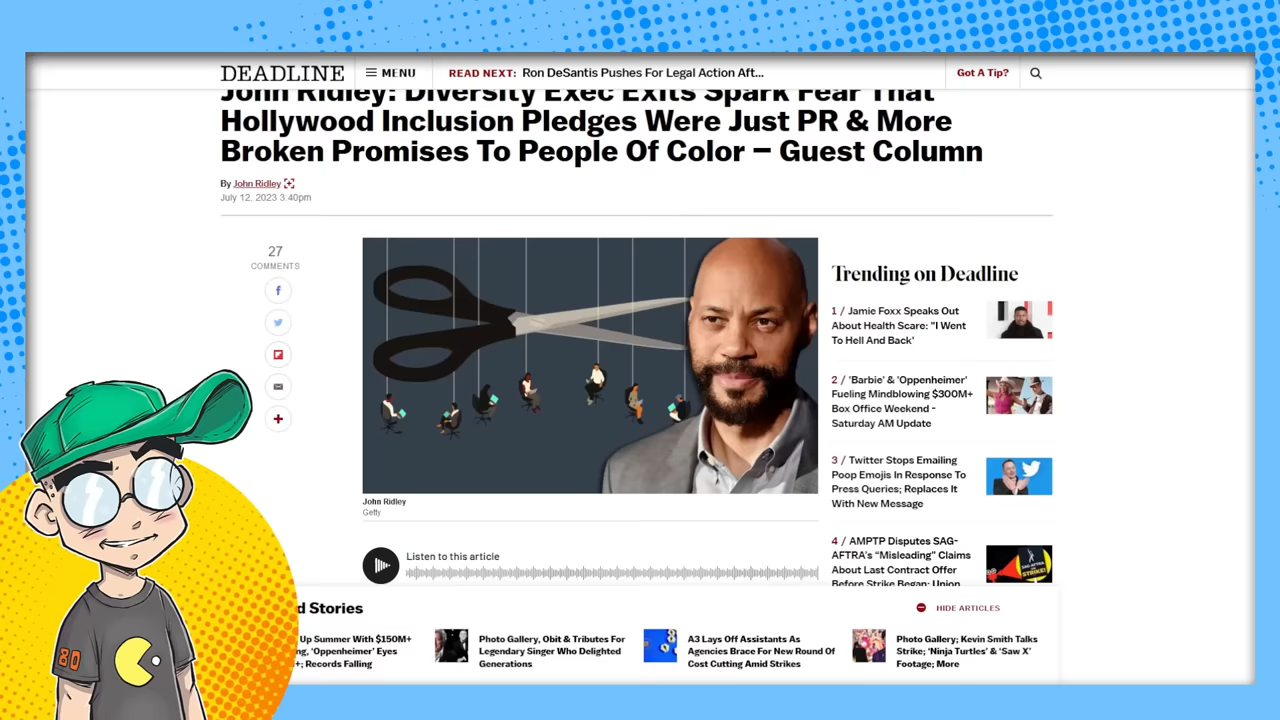 DEADLINE
MENU
READ NEXT: Ron DeSantis Pushes For Legal Action Aft...
Got A Tip?
John Ridley: Diversity Exec Exits Spark Fear That
Hollywood Inclusion Pledges Were Just PR & More
Broken Promises To People Of Color – Guest Column
By John Ridley
July 12, 2023 3:40pm
27
COMMENTS
John Ridley
Getty
Listen to this article
Trending on Deadline
1 / Jamie Foxx Speaks Out
About Health Scare: "I Went
To Hell And Back'
2 / 'Barbie' & 'Oppenheimer'
Fueling Mindblowing $300M+
Box Office Weekend -
Saturday AM Update
3 / Twitter Stops Emailing
Poop Emojis In Response To
Press Queries; Replaces It
With New Message
4 / AMPTP Disputes SAG-
AFTRA's "Misleading" Claims
About Last Contract Offer
Before Strike Began; Union
d Stories
HIDE ARTICLES
Up Summer With $150M+
ng, 'Oppenheimer' Eyes
+; Records Falling
Photo Gallery, Obit & Tributes For
Legendary Singer Who Delighted
Generations
A3 Lays Off Assistants As
Agencies Brace For New Round Of
Cost Cutting Amid Strikes
Photo Gallery; Kevin Smith Talks
Strike; 'Ninja Turtles' & 'Saw X'
Footage; More
80